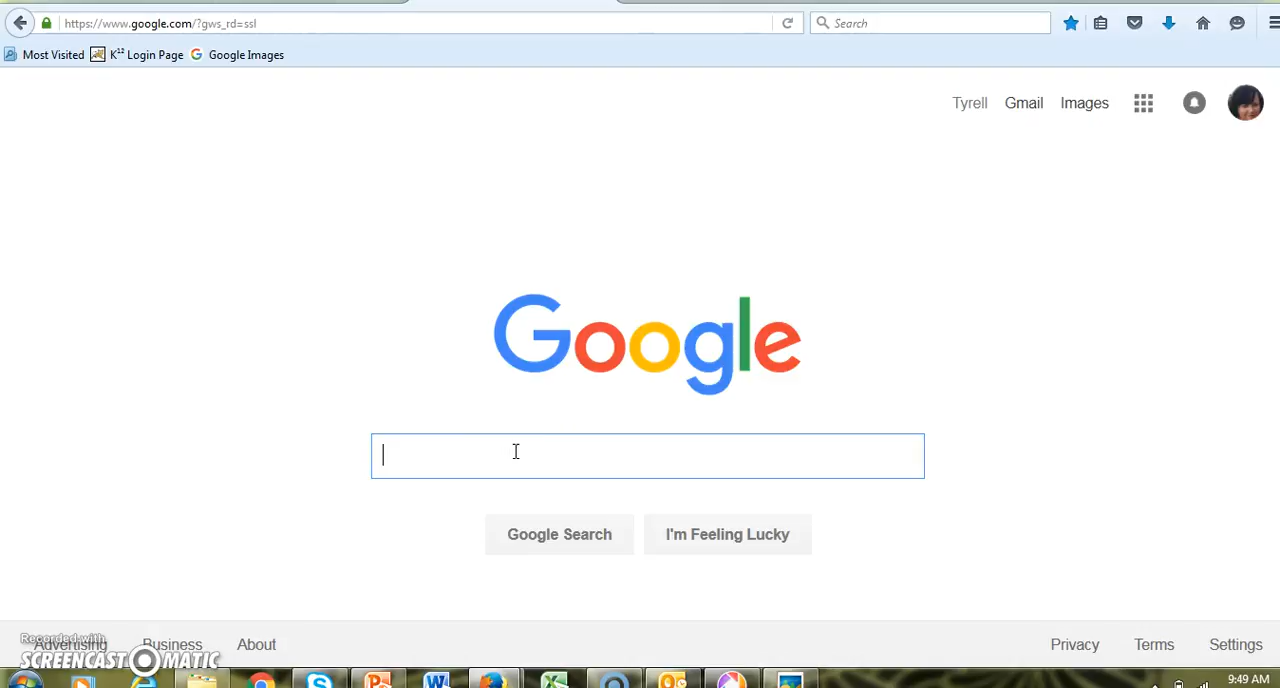 https://www.google.com/?gws_rd=ssl
Search
Most Visited K12 Login Page Google Images
Tyrell Gmail Images
Google
Google Search I'm Feeling Lucky
Recorded with
Advertising Business About Privacy Terms Settings
SCREENCAST-O-MATIC
9:49 AM